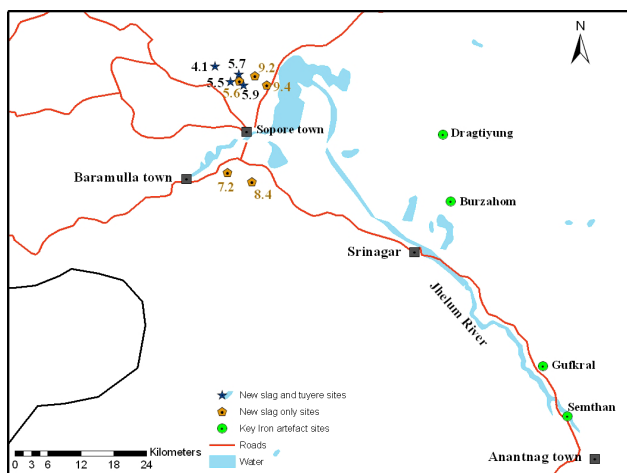 N
4.1
5.7
9.2
5.5
9.4
5.6
5.9
Sopore town
Dragtiyung
Baramulla town
7.2
8.4
Burzahom
Srinagar
Jhelum River
Gufkral
Semthan
Anantnag town
New slag and tuyere sites
New slag only sites
Key Iron artefact sites
Roads
Water
Kilometers
0 3 6 12 18 24